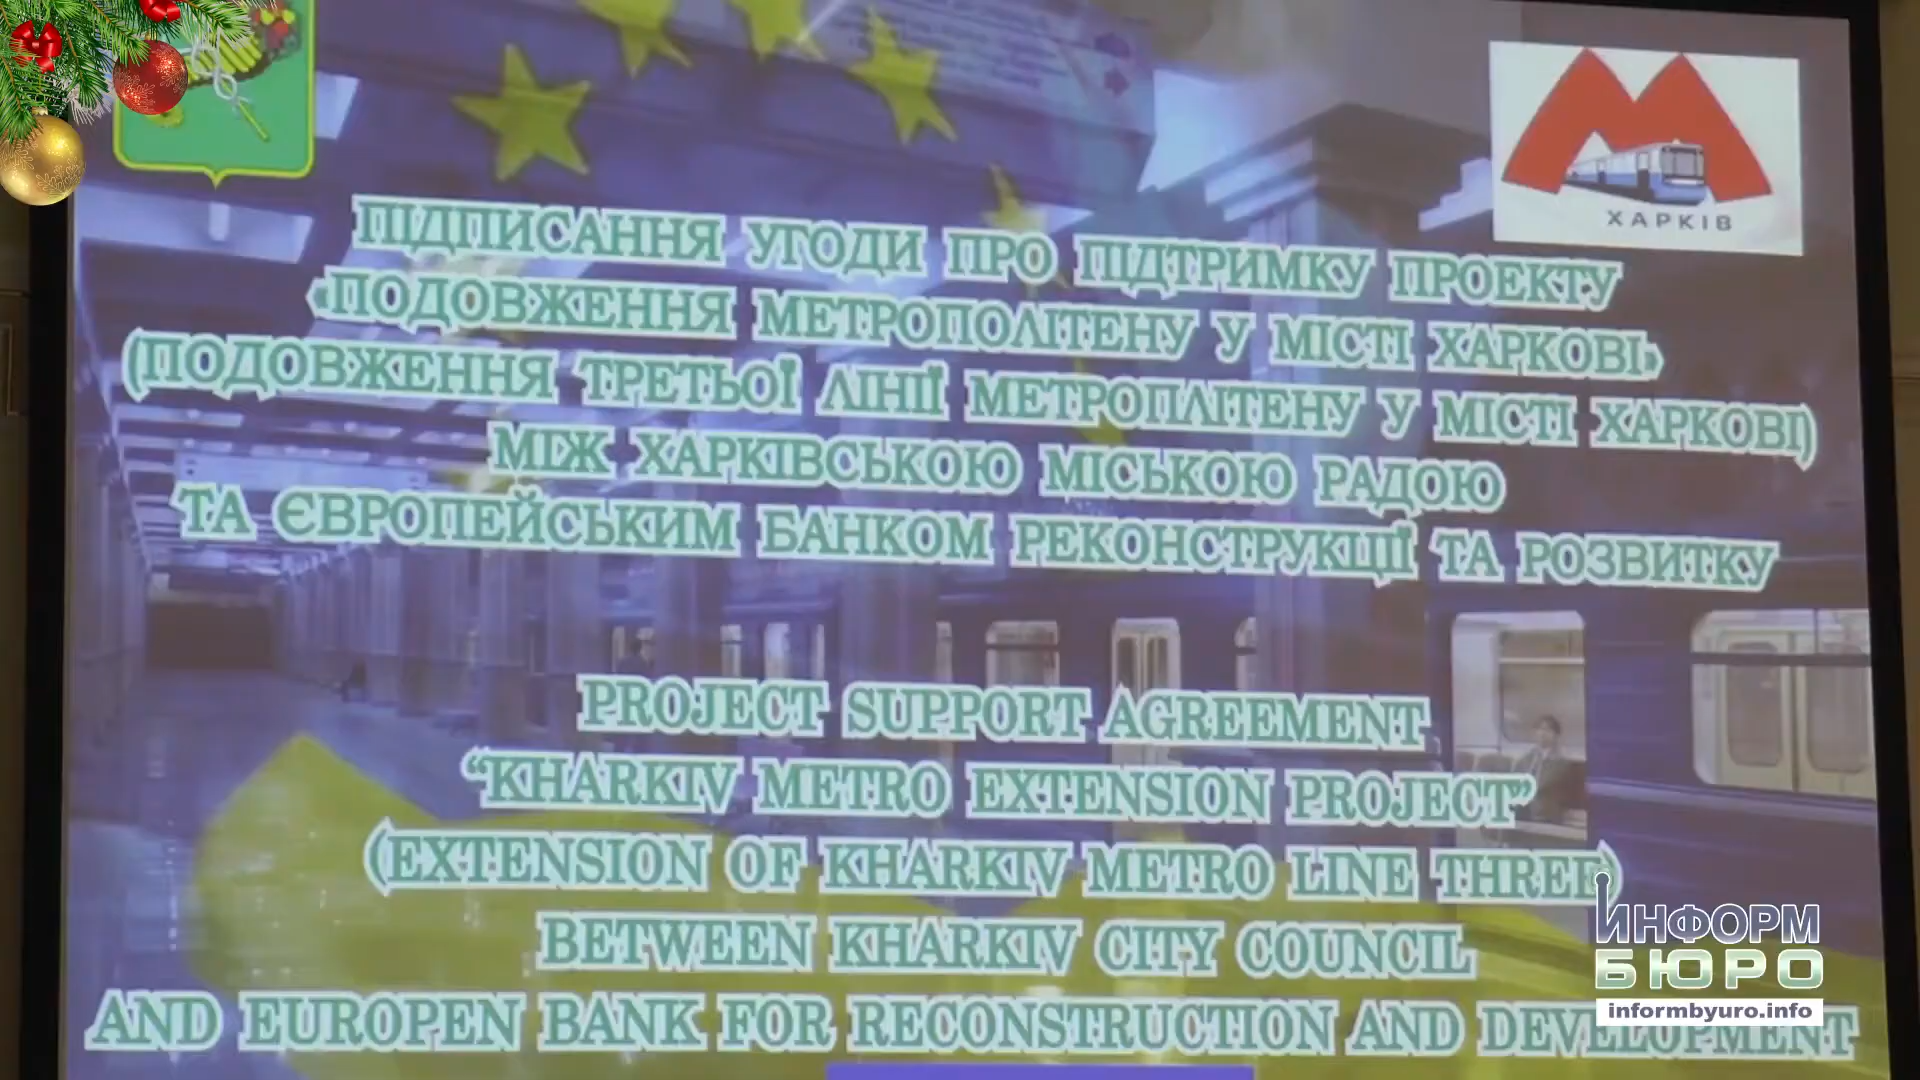 ХАРКІВ
ПІДПИСАННЯ УГОДИ ПРО ПІДТРИМКУ ПРОЕКТУ
«ПОДОВЖЕННЯ МЕТРОПОЛІТЕНУ У МІСТІ ХАРКОВІ»
(ПОДОВЖЕННЯ ТРЕТЬОЇ ЛІНІЇ МЕТРОПЛІТЕНУ У МІСТІ ХАРКОВІ)
МІЖ ХАРКІВСЬКОЮ МІСЬКОЮ РАДОЮ
ТА ЄВРОПЕЙСЬКИМ БАНКОМ РЕКОНСТРУКЦІЇ ТА РОЗВИТКУ
PROJECT SUPPORT AGREEMENT
“KHARKIV METRO EXTENSION PROJECT”
(EXTENSION OF KHARKIV METRO LINE THREE)
BETWEEN KHARKIV CITY COUNCIL
AND EUROPEN BANK FOR RECONSTRUCTION AND DEVELOPMENT
ИНФОРМ
БЮРО
informbyuro.info